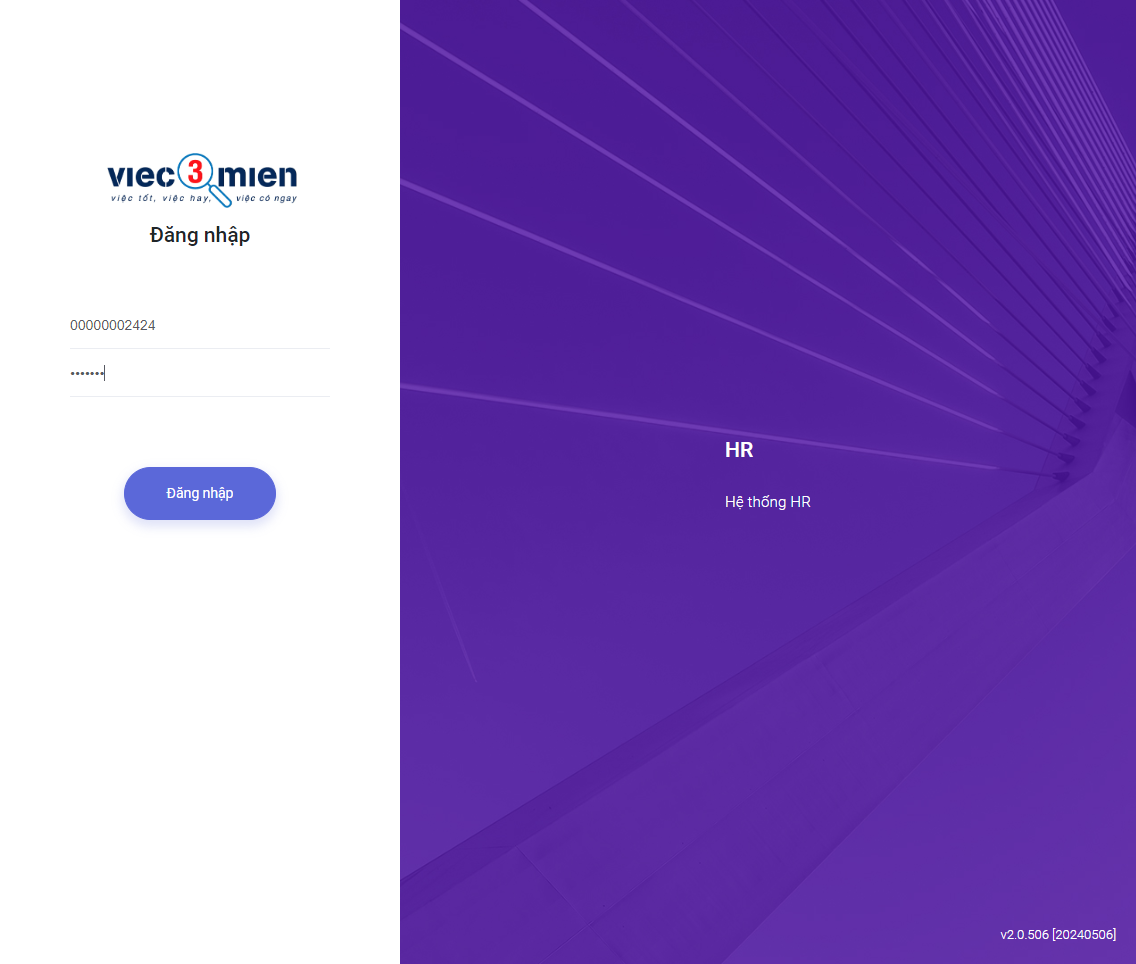 viec3mien
việc tốt, việc hay, việc có ngay
Đăng nhập
00000002424
•••••••
Đăng nhập
HR
Hệ thống HR
v2.0.506 [20240506]